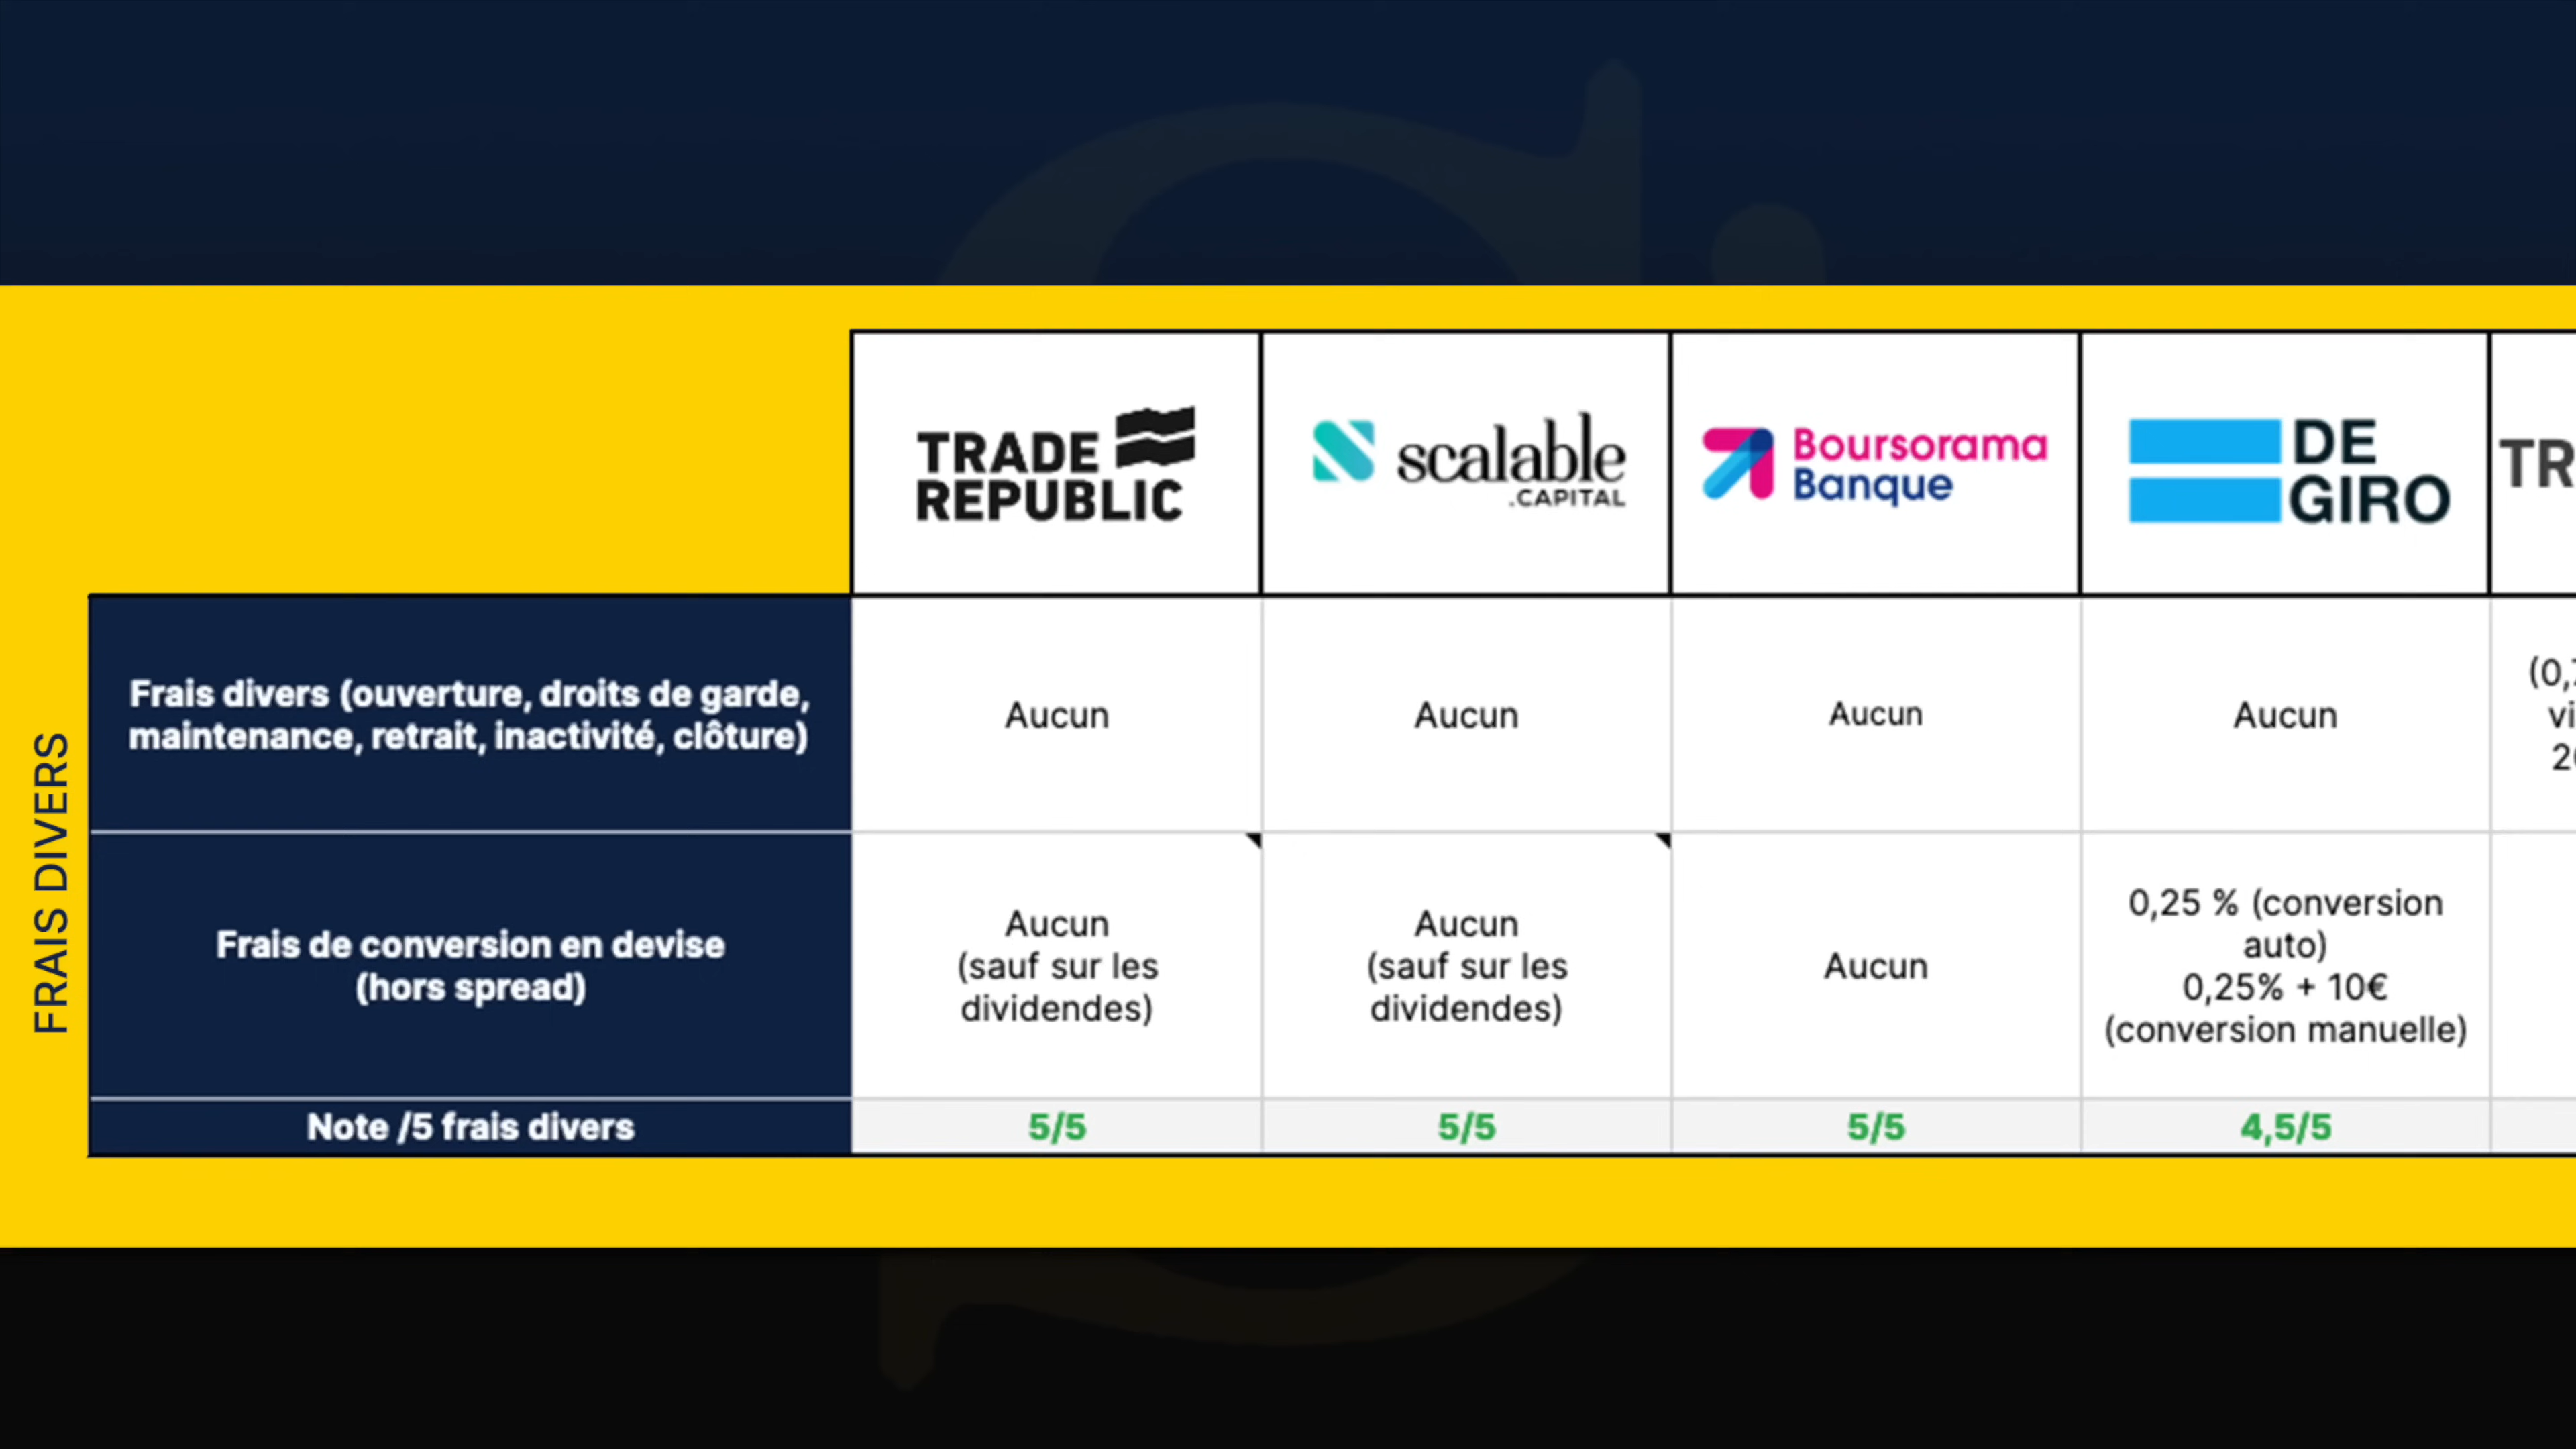 TRADE
REPUBLIC
scalable
.CAPITAL
Boursorama
Banque
DE
GIRO
TR
FRAIS DIVERS
Frais divers (ouverture, droits de garde,
maintenance, retrait, inactivité, clôture)
Aucun
Aucun
Aucun
Aucun
Frais de conversion en devise
(hors spread)
Aucun
(sauf sur les
dividendes)
Aucun
(sauf sur les
dividendes)
Aucun
0,25 % (conversion
auto)
0,25% + 10€
(conversion manuelle)
Note /5 frais divers
5/5
5/5
5/5
4,5/5